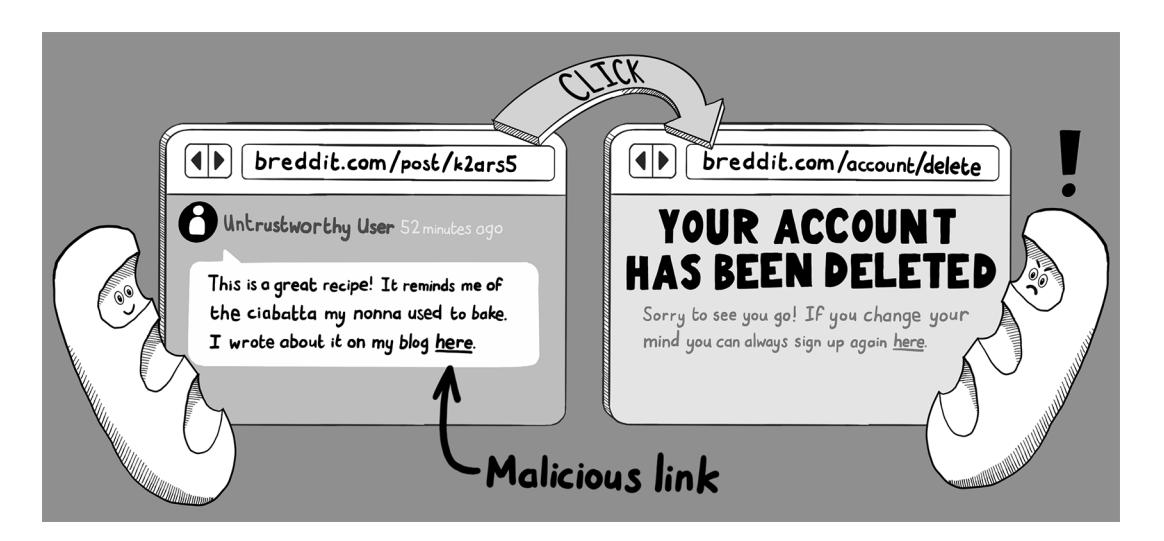 CLICK
breddit.com/post/k2ars5
Untrustworthy User 52 minutes ago
This is a great recipe! It reminds me of
the ciabatta my nonna used to bake.
I wrote about it on my blog here.
Malicious link
breddit.com/account/delete
!
YOUR ACCOUNT
HAS BEEN DELETED
Sorry to see you go! If you change your
mind you can always sign up again here.